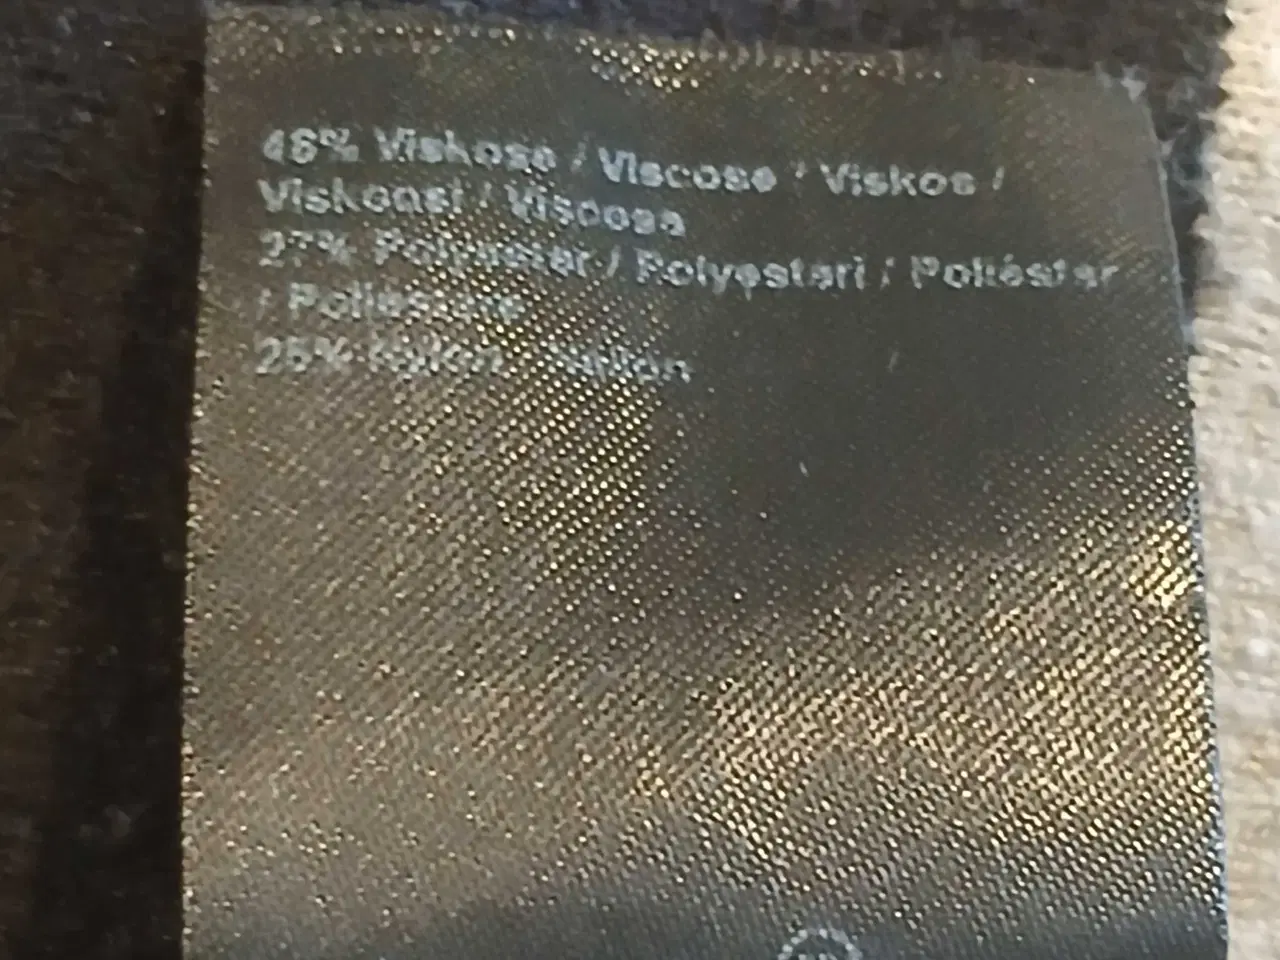 48% Viskose / Viscose / Viskos /
Viskoosi / Viscosa
27% Polyester / Polyesteri / Poliéster
/ Poliestere
25% Nylon / Nailon